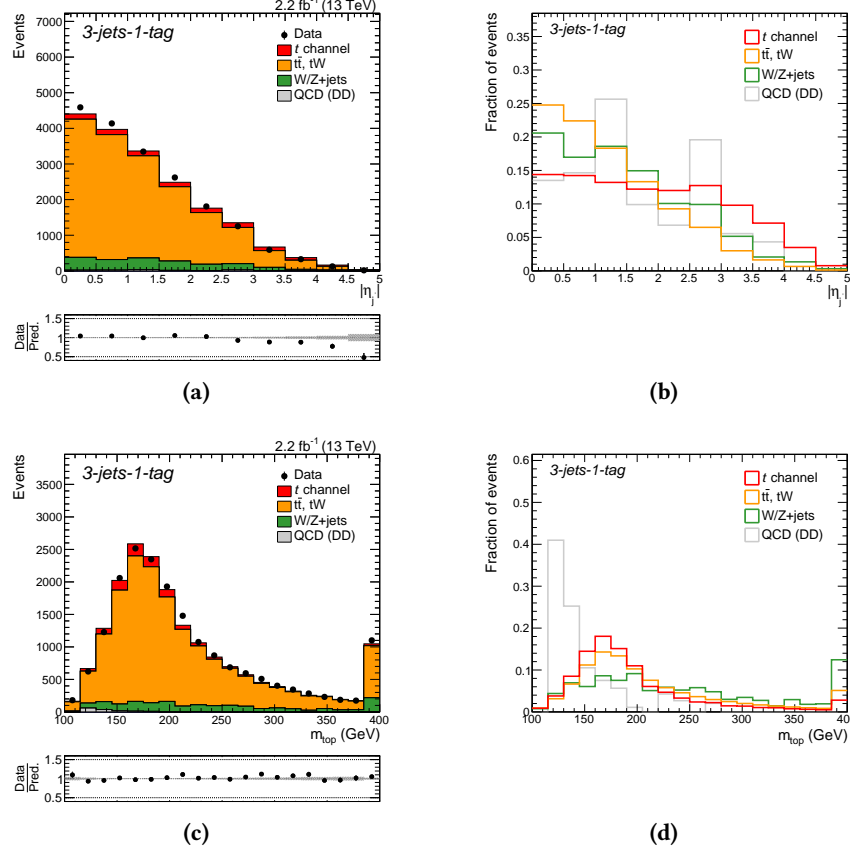 2.2 fb⁻¹ (13 TeV)
Events
7000
6000
5000
4000
3000
2000
1000
0
3-jets-1-tag
Data
t channel
tt̄, tW
W/Z+jets
QCD (DD)
0 0.5 1 1.5 2 2.5 3 3.5 4 4.5 5
|ηⱼ'|
Data
Pred.
1.5
1
0.5
(a)
Fraction of events
0.35
0.3
0.25
0.2
0.15
0.1
0.05
0
3-jets-1-tag
t channel
tt̄, tW
W/Z+jets
QCD (DD)
0 0.5 1 1.5 2 2.5 3 3.5 4 4.5 5
|ηⱼ'|
(b)
2.2 fb⁻¹ (13 TeV)
Events
3500
3000
2500
2000
1500
1000
500
0
3-jets-1-tag
Data
t channel
tt̄, tW
W/Z+jets
QCD (DD)
100 150 200 250 300 350 400
m_top (GeV)
Data
Pred.
1.5
1
0.5
(c)
Fraction of events
0.6
0.5
0.4
0.3
0.2
0.1
0
3-jets-1-tag
t channel
tt̄, tW
W/Z+jets
QCD (DD)
100 150 200 250 300 350 40
m_top (GeV)
(d)